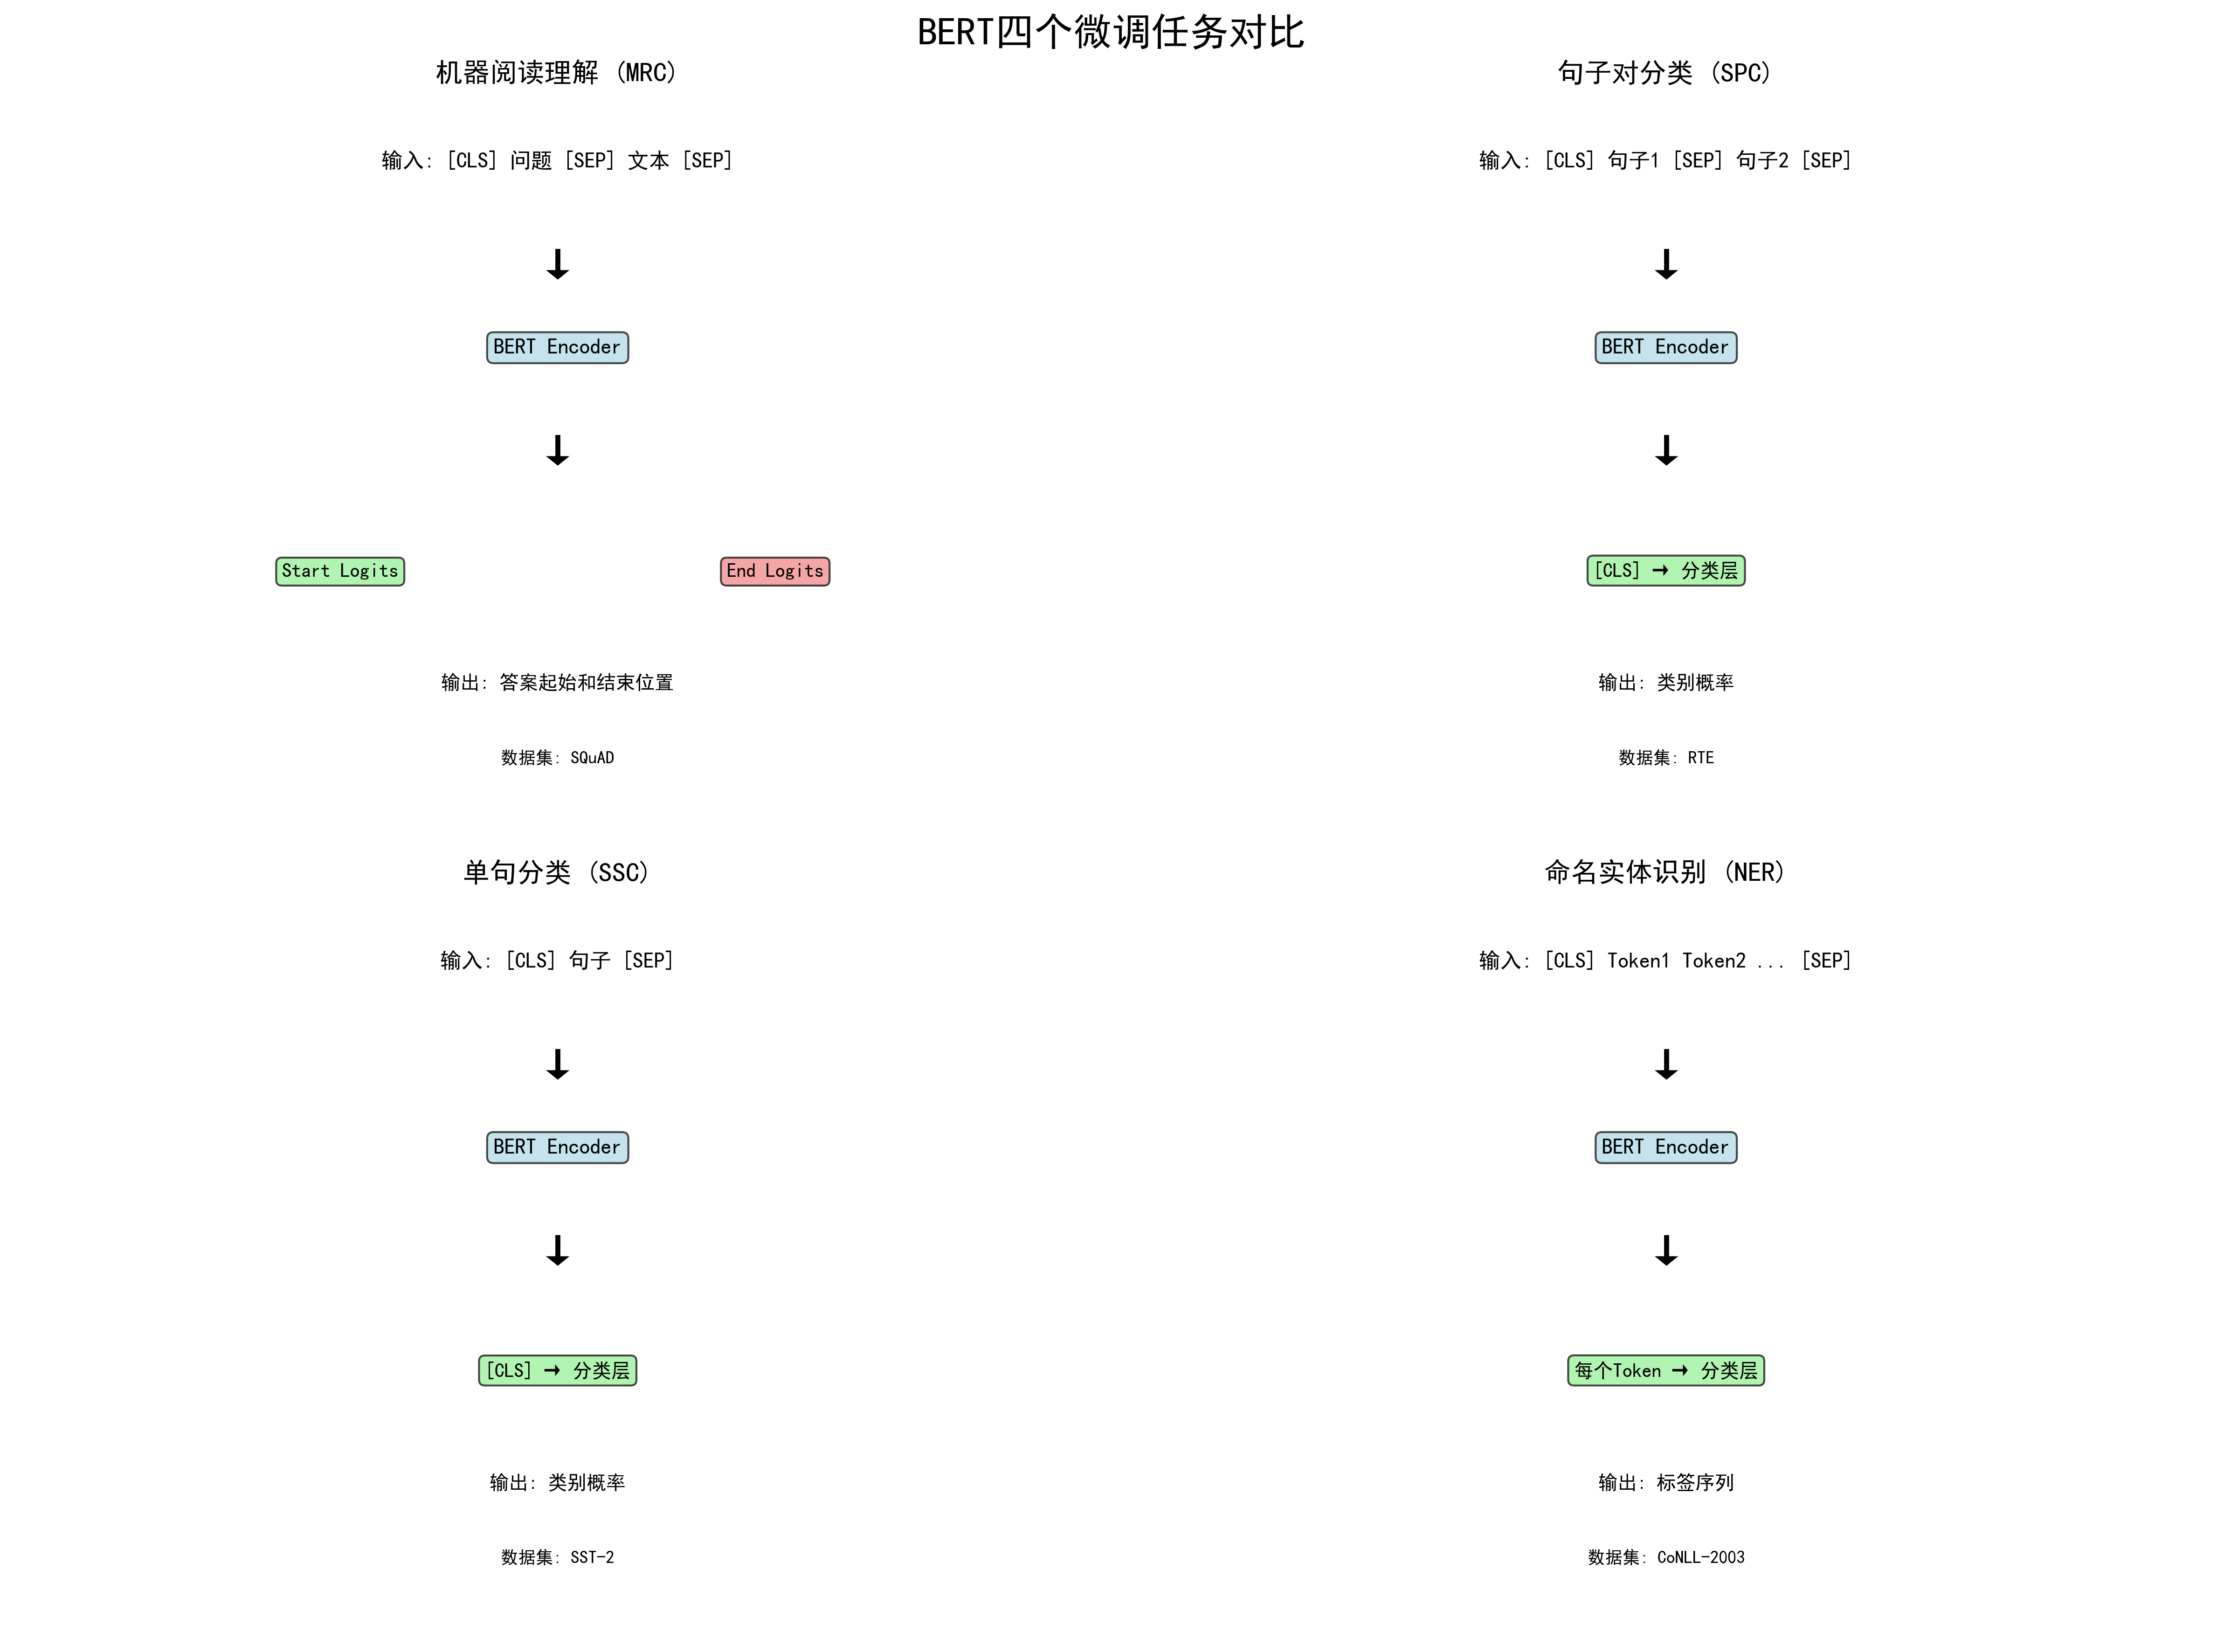 BERT四个微调任务对比
机器阅读理解 (MRC)
输入: [CLS] 问题 [SEP] 文本 [SEP]
↓
BERT Encoder
↓
Start Logits
End Logits
输出: 答案起始和结束位置
数据集: SQuAD
句子对分类 (SPC)
输入: [CLS] 句子1 [SEP] 句子2 [SEP]
↓
BERT Encoder
↓
[CLS] → 分类层
输出: 类别概率
数据集: RTE
单句分类 (SSC)
输入: [CLS] 句子 [SEP]
↓
BERT Encoder
↓
[CLS] → 分类层
输出: 类别概率
数据集: SST-2
命名实体识别 (NER)
输入: [CLS] Token1 Token2 ... [SEP]
↓
BERT Encoder
↓
每个Token → 分类层
输出: 标签序列
数据集: CoNLL-2003